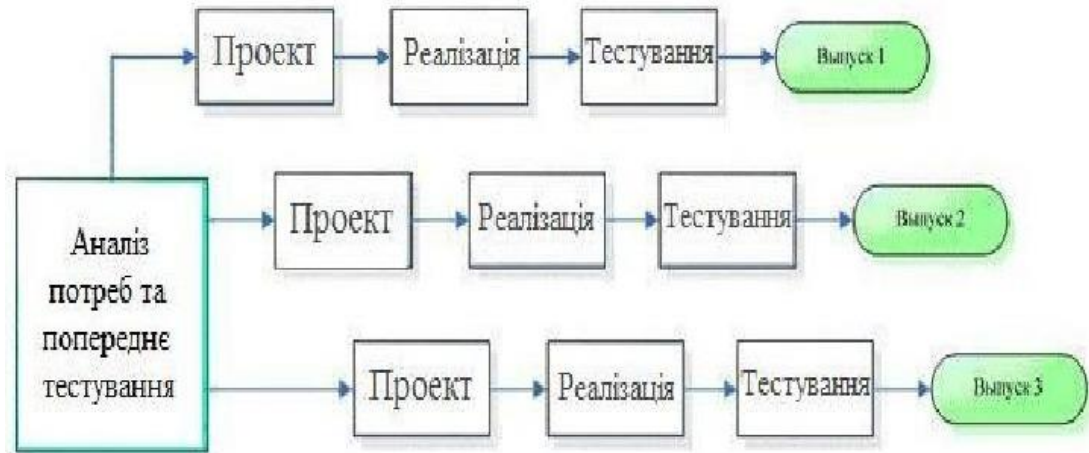 Проект
Реалізація
Тестування
Выпуск 1
Проект
Реалізація
Тестування
Выпуск 2
Аналіз
потреб та
попереднє
тестування
Проект
Реалізація
Тестування
Выпуск 3